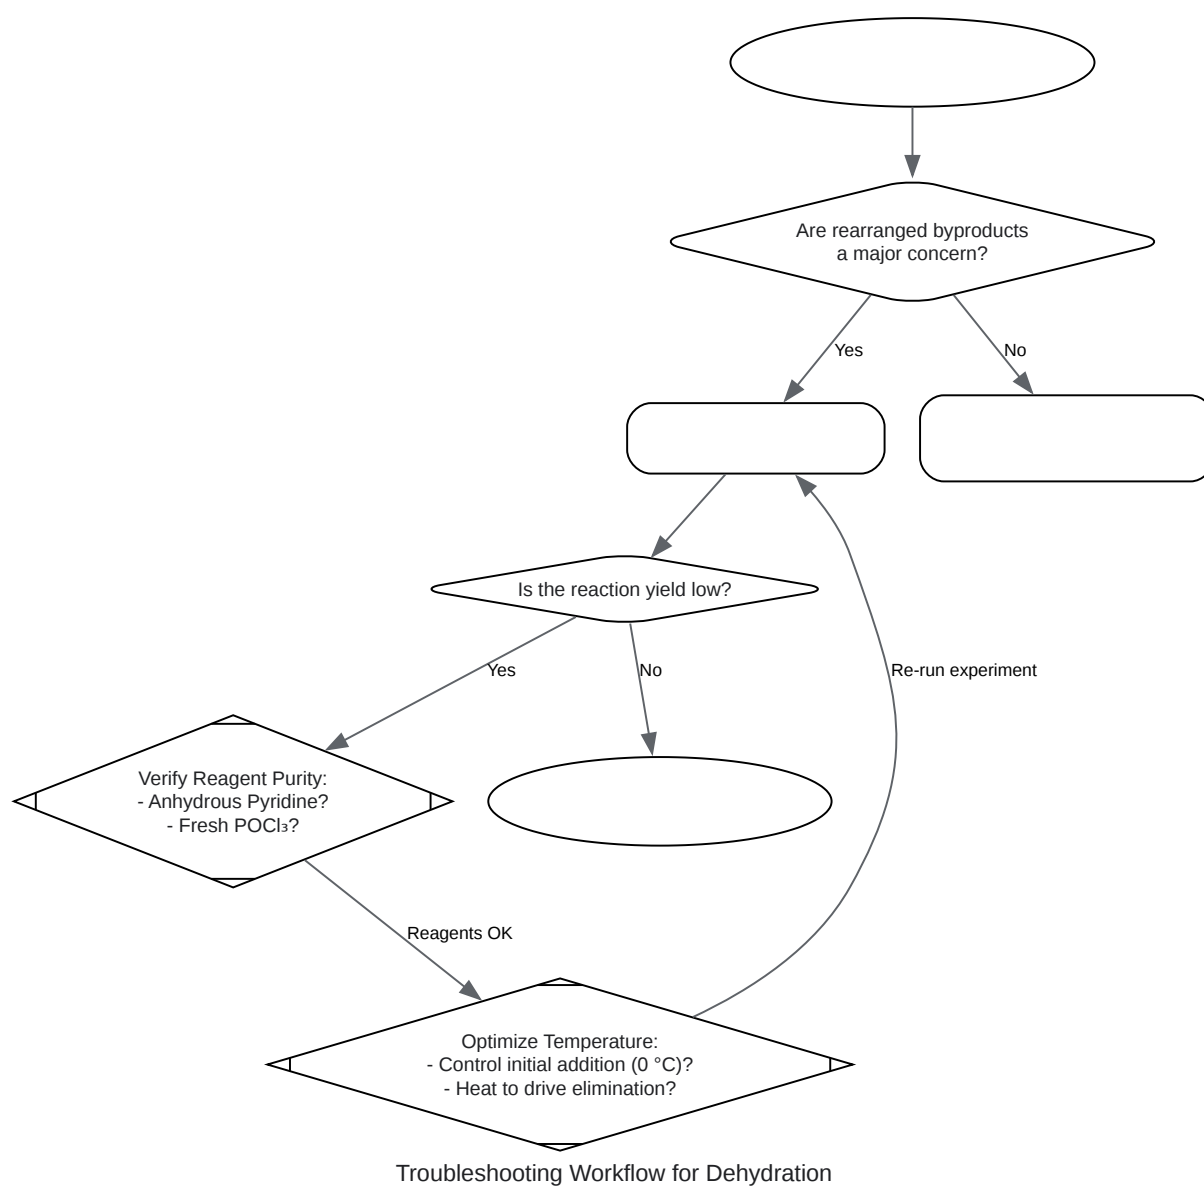 Are rearranged byproducts
a major concern?
Yes
No
Is the reaction yield low?
Yes
No
Re-run experiment
Verify Reagent Purity:
- Anhydrous Pyridine?
- Fresh POCl₃?
Reagents OK
Optimize Temperature:
- Control initial addition (0 °C)?
- Heat to drive elimination?
Troubleshooting Workflow for Dehydration